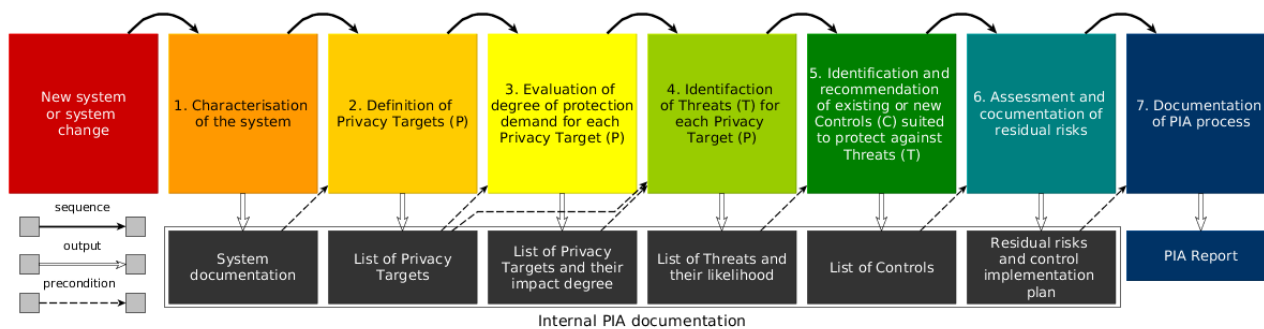 New system
or system
change
1. Characterisation
of the system
2. Definition of
Privacy Targets (P)
3. Evaluation of
degree of protection
demand for each
Privacy Target (P)
4. Identifaction
of Threats (T) for
each Privacy
Target (P)
5. Identification and
recommendation
of existing or new
Controls (C) suited
to protect against
Threats (T)
6. Assessment and
cocumentation of
residual risks
7. Documentation
of PIA process
sequence
output
precondition
System
documentation
List of Privacy
Targets
List of Privacy
Targets and their
impact degree
List of Threats and
their likelihood
List of Controls
Residual risks
and control
implementation
plan
PIA Report
Internal PIA documentation